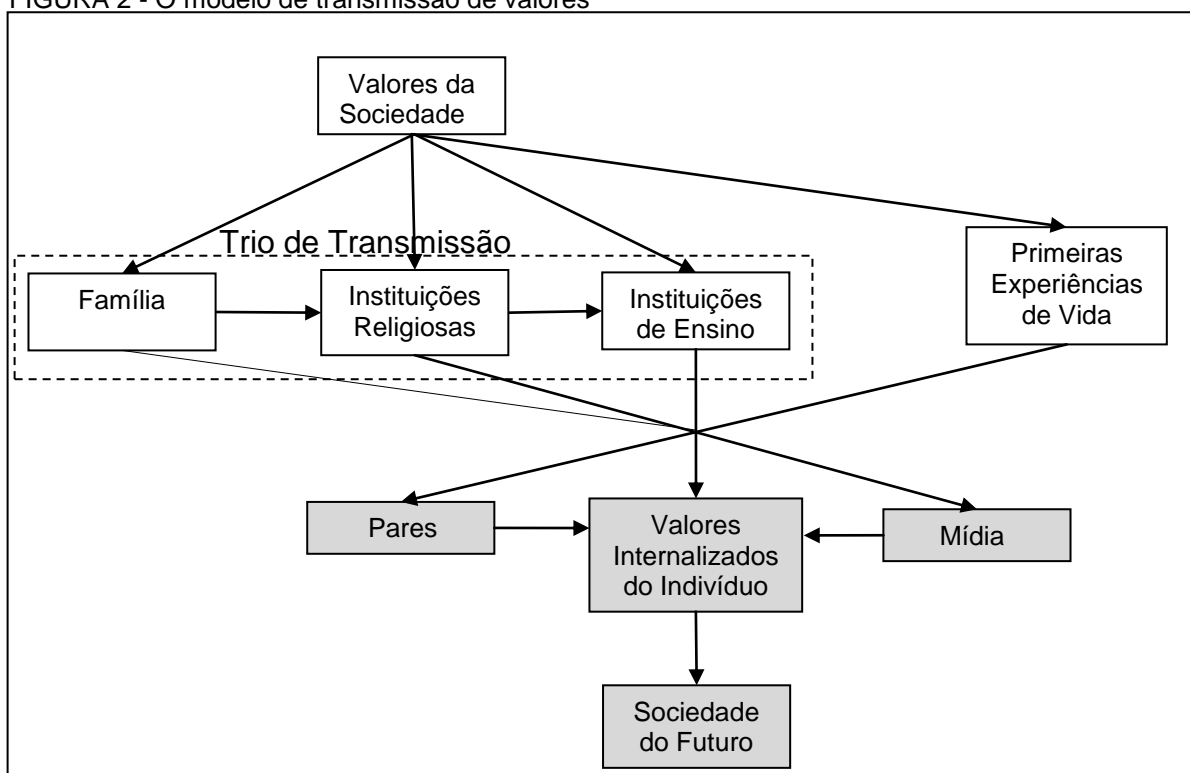 FIGURA 2 - O modelo de transmissão de valores
Valores da
Sociedade
Trio de Transmissão
Família
Instituições
Religiosas
Instituições
de Ensino
Primeiras
Experiências
de Vida
Pares
Valores
Internalizados
do Indivíduo
Mídia
Sociedade
do Futuro